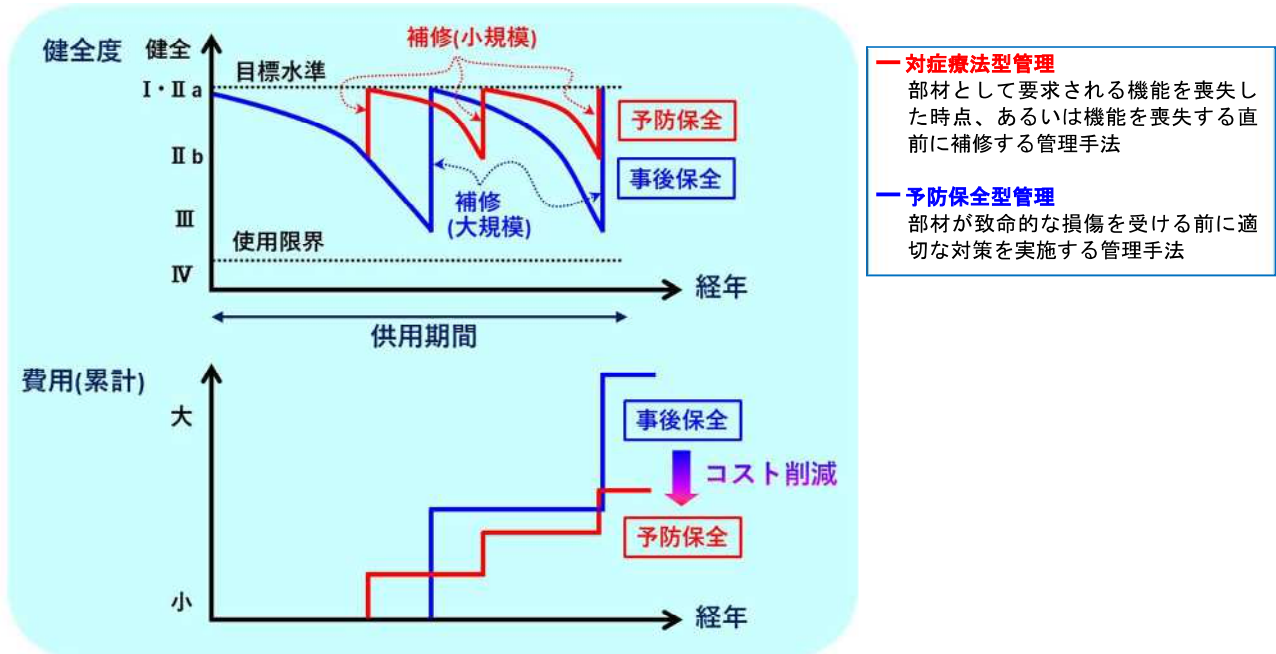 健全度
健全
補修(小規模)
目標水準
Ⅰ・Ⅱa
予防保全
Ⅱb
事後保全
補修
(大規模)
Ⅲ
使用限界
Ⅳ
経年
供用期間
費用(累計)
大
事後保全
コスト削減
予防保全
小
経年
対症療法型管理
部材として要求される機能を喪失し
た時点、あるいは機能を喪失する直
前に補修する管理手法
予防保全型管理
部材が致命的な損傷を受ける前に適
切な対策を実施する管理手法